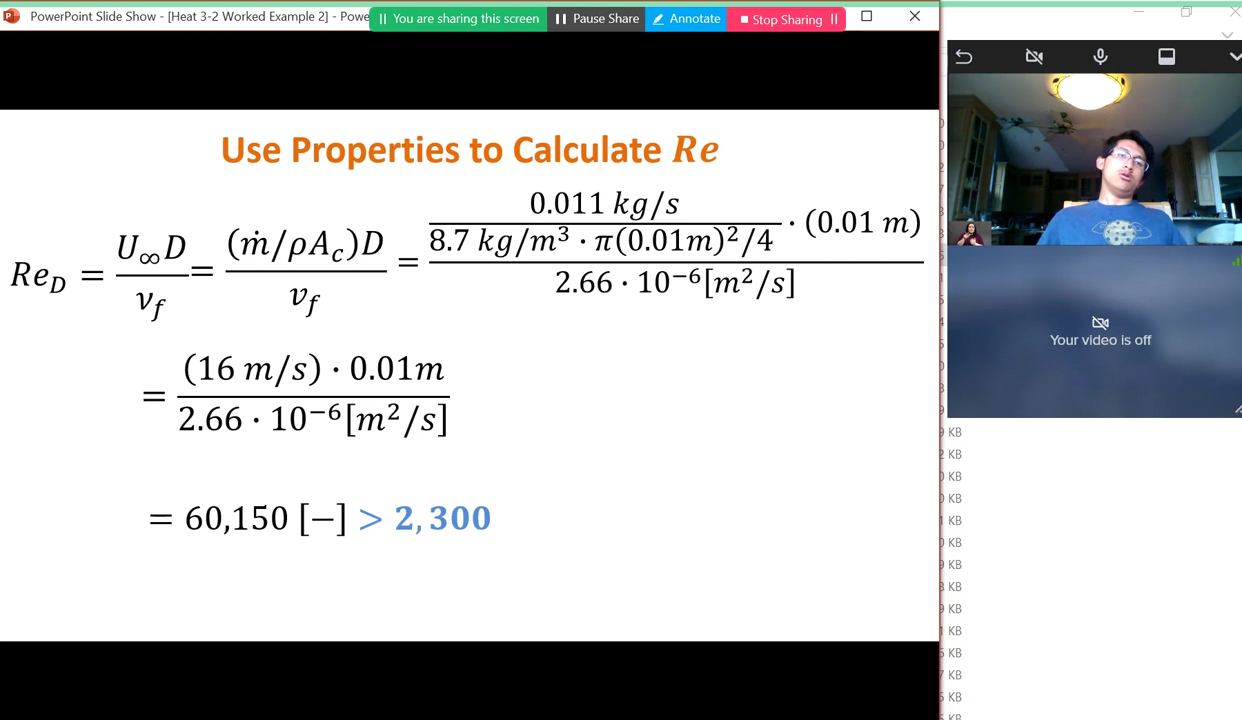 PowerPoint Slide Show - [Heat 3-2 Worked Example 2] - Powe
You are sharing this screen
Pause Share
Annotate
Stop Sharing
Use Properties to Calculate Re
Re_D = U_∞D / ν_f = (ṁ/ρA_c)D / υ_f = (0.011 kg/s / (8.7 kg/m³ · π(0.01m)²/4) · (0.01 m)) / 2.66 · 10⁻⁶[m²/s]
= (16 m/s) · 0.01m / 2.66 · 10⁻⁶[m²/s]
= 60,150 [−] > 2,300
Your video is off
KB
KB
KB
KB
KB
KB
KB
KB
KB
KB
KB
KB
KB
KB